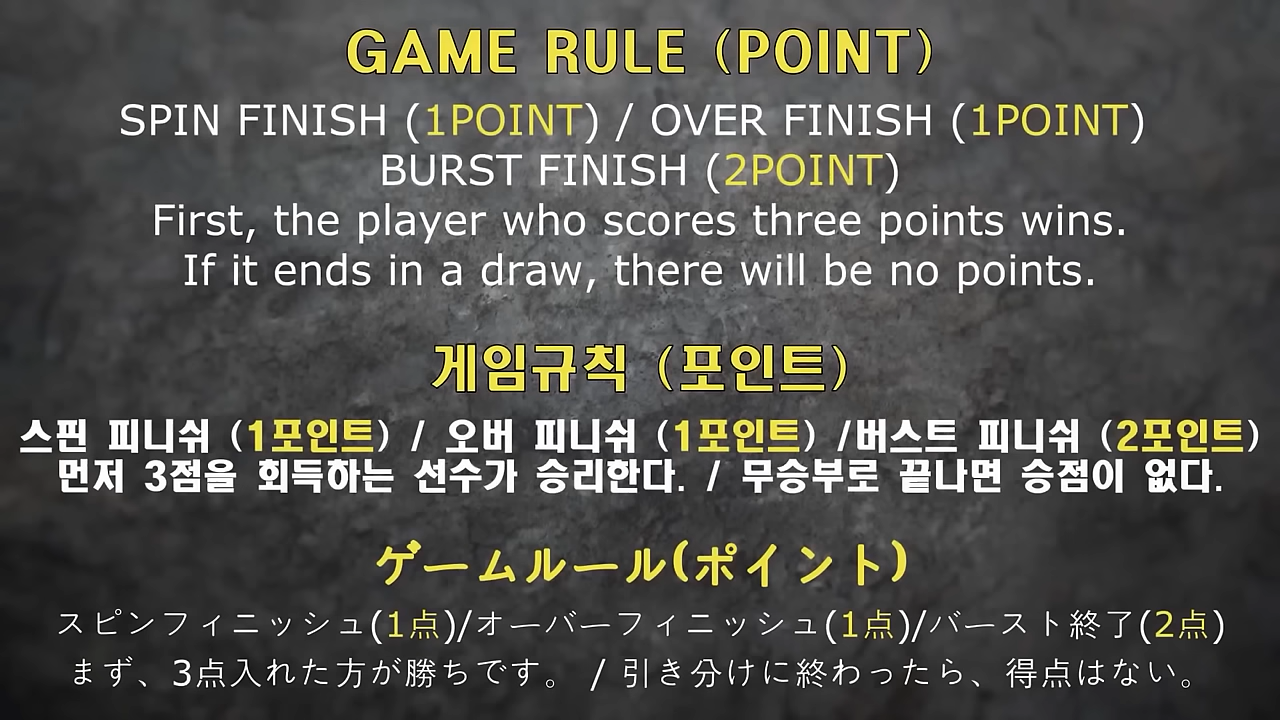 GAME RULE (POINT)
SPIN FINISH (1POINT) / OVER FINISH (1POINT)
BURST FINISH (2POINT)
First, the player who scores three points wins.
If it ends in a draw, there will be no points.
게임규칙 (포인트)
스핀 피니쉬 (1포인트) / 오버 피니쉬 (1포인트) /버스트 피니쉬 (2포인트)
먼저 3점을 획득하는 선수가 승리한다. / 무승부로 끝나면 승점이 없다.
ゲームルール(ポイント)
スピンフィニッシュ(1点)/オーバーフィニッシュ(1点)/バースト終了(2点)
まず、3点入れた方が勝ちです。 / 引き分けに終わったら、得点はない。